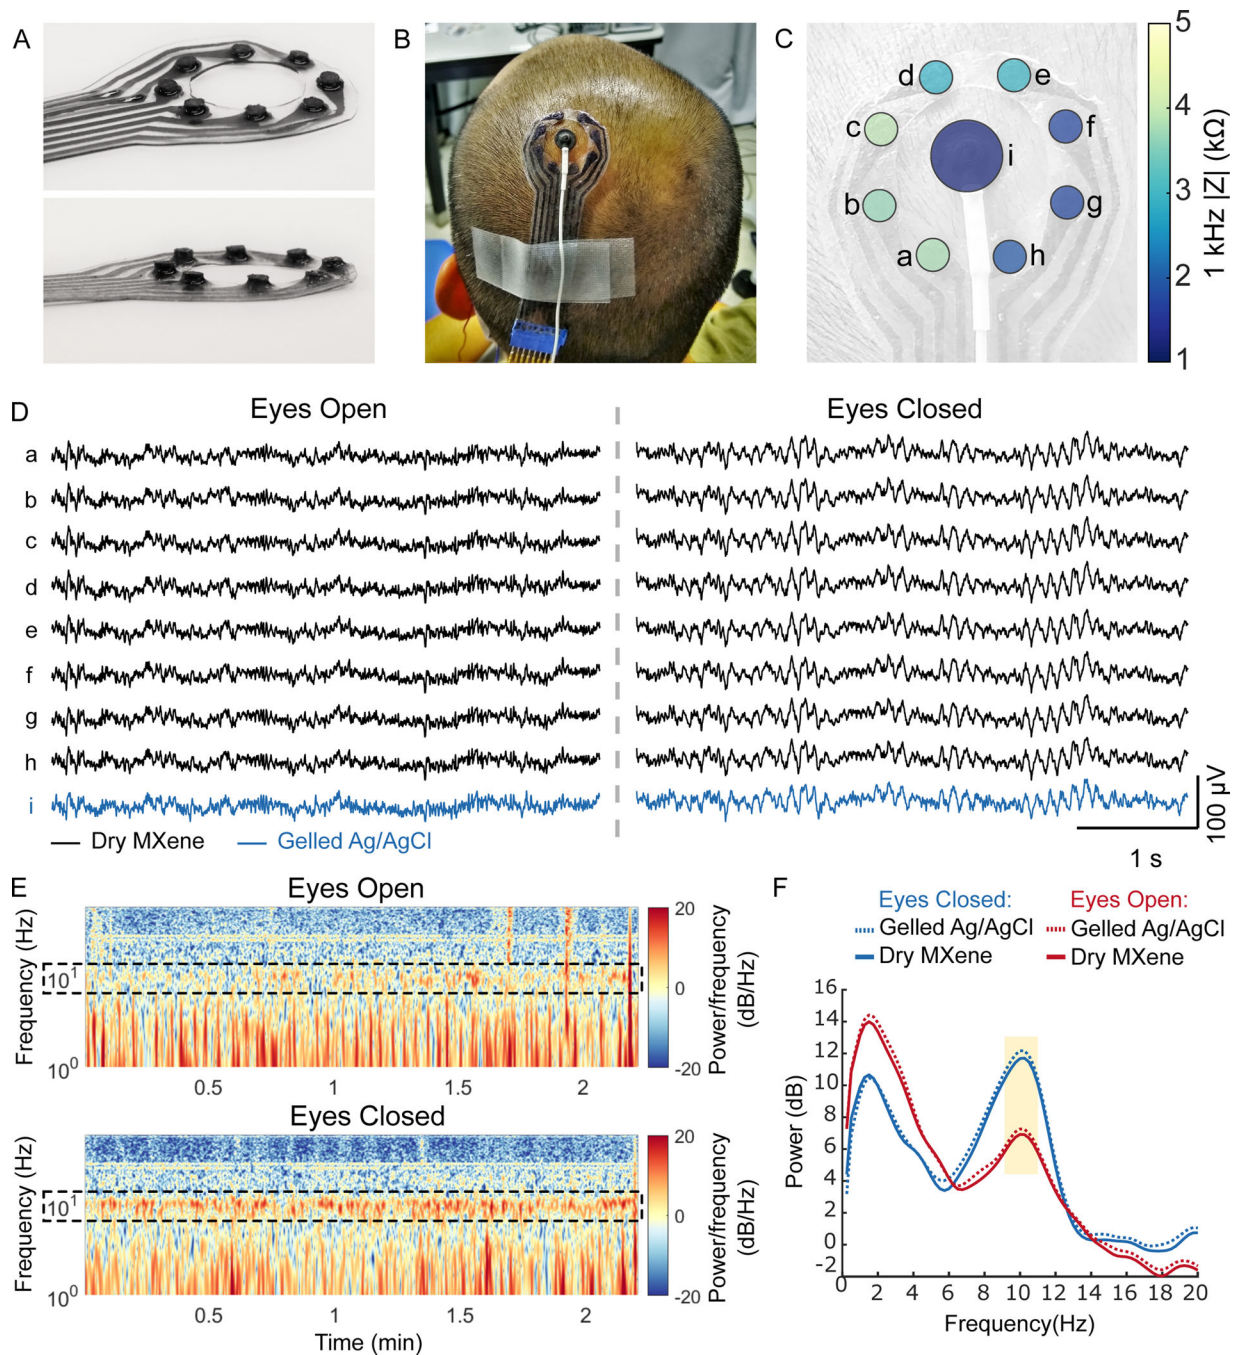 A
B
C
d
e
c
f
i
b
g
a
h
5
4
3
2
1
1 kHz |Z| (kΩ)
D
Eyes Open
Eyes Closed
a
b
c
d
e
f
g
h
i
Dry MXene
Gelled Ag/AgCl
100 µV
1 s
E
Eyes Open
Frequency (Hz)
10¹
10⁰
0.5
1
1.5
2
20
0
-20
Power/frequency
(dB/Hz)
Eyes Closed
Frequency (Hz)
10¹
10⁰
0.5
1
1.5
2
Time (min)
20
0
-20
Power/frequency
(dB/Hz)
F
Eyes Closed:
Eyes Open:
Gelled Ag/AgCl
Gelled Ag/AgCl
Dry MXene
Dry MXene
Power (dB)
16
14
12
10
8
6
4
2
0
-2
0 2 4 6 8 10 12 14 16 18 20
Frequency(Hz)